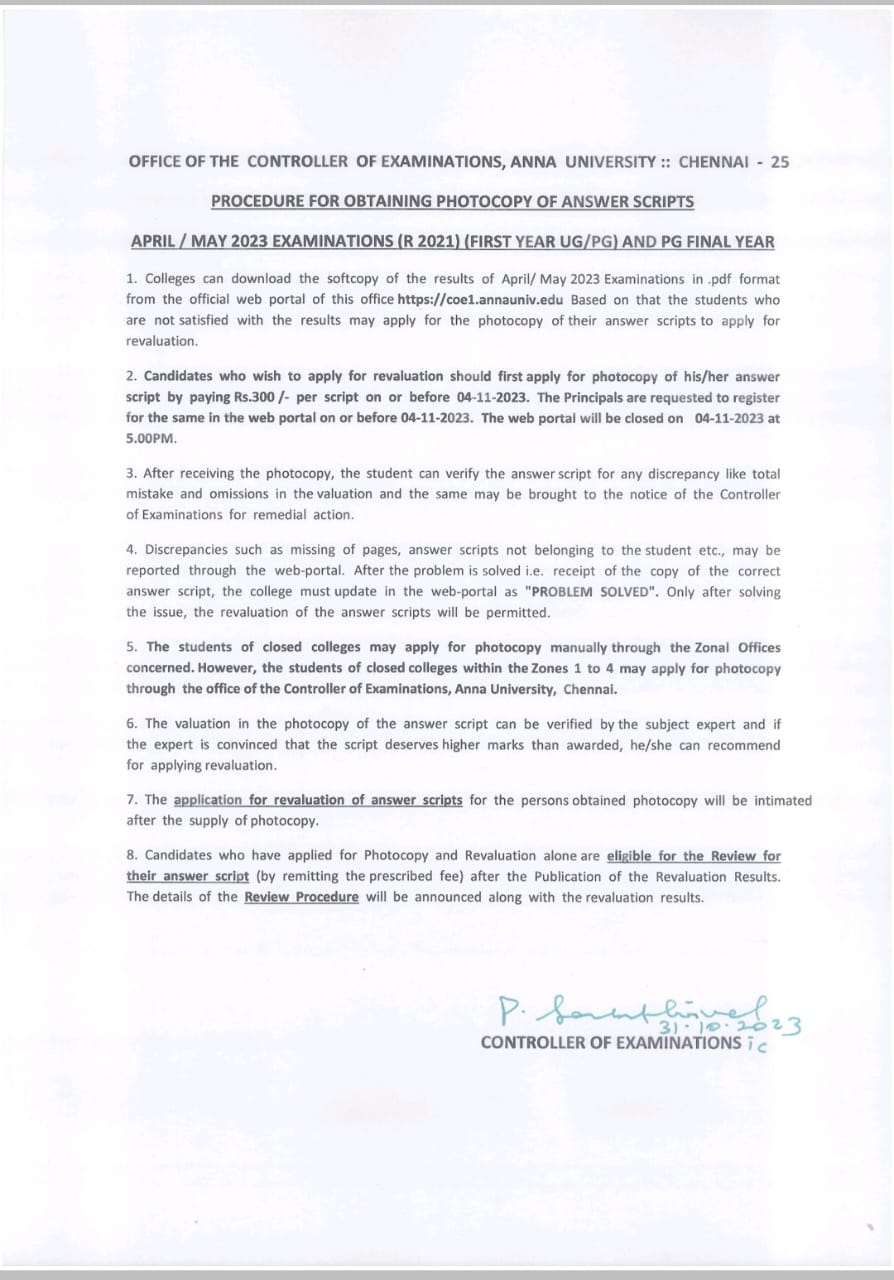 OFFICE OF THE CONTROLLER OF EXAMINATIONS, ANNA UNIVERSITY :: CHENNAI - 25
PROCEDURE FOR OBTAINING PHOTOCOPY OF ANSWER SCRIPTS
APRIL / MAY 2023 EXAMINATIONS (R 2021) (FIRST YEAR UG/PG) AND PG FINAL YEAR
1. Colleges can download the softcopy of the results of April/ May 2023 Examinations in .pdf format
from the official web portal of this office https://coe1.annauniv.edu Based on that the students who
are not satisfied with the results may apply for the photocopy of their answer scripts to apply for
revaluation.
2. Candidates who wish to apply for revaluation should first apply for photocopy of his/her answer
script by paying Rs.300 /- per script on or before 04-11-2023. The Principals are requested to register
for the same in the web portal on or before 04-11-2023. The web portal will be closed on 04-11-2023 at
5.00PM.
3. After receiving the photocopy, the student can verify the answer script for any discrepancy like total
mistake and omissions in the valuation and the same may be brought to the notice of the Controller
of Examinations for remedial action.
4. Discrepancies such as missing of pages, answer scripts not belonging to the student etc., may be
reported through the web-portal. After the problem is solved i.e. receipt of the copy of the correct
answer script, the college must update in the web-portal as "PROBLEM SOLVED". Only after solving
the issue, the revaluation of the answer scripts will be permitted.
5. The students of closed colleges may apply for photocopy manually through the Zonal Offices
concerned. However, the students of closed colleges within the Zones 1 to 4 may apply for photocopy
through the office of the Controller of Examinations, Anna University, Chennai.
6. The valuation in the photocopy of the answer script can be verified by the subject expert and if
the expert is convinced that the script deserves higher marks than awarded, he/she can recommend
for applying revaluation.
7. The application for revaluation of answer scripts for the persons obtained photocopy will be intimated
after the supply of photocopy.
8. Candidates who have applied for Photocopy and Revaluation alone are eligible for the Review for
their answer script (by remitting the prescribed fee) after the Publication of the Revaluation Results.
The details of the Review Procedure will be announced along with the revaluation results.
P.
31.10.2023
CONTROLLER OF EXAMINATIONS ic